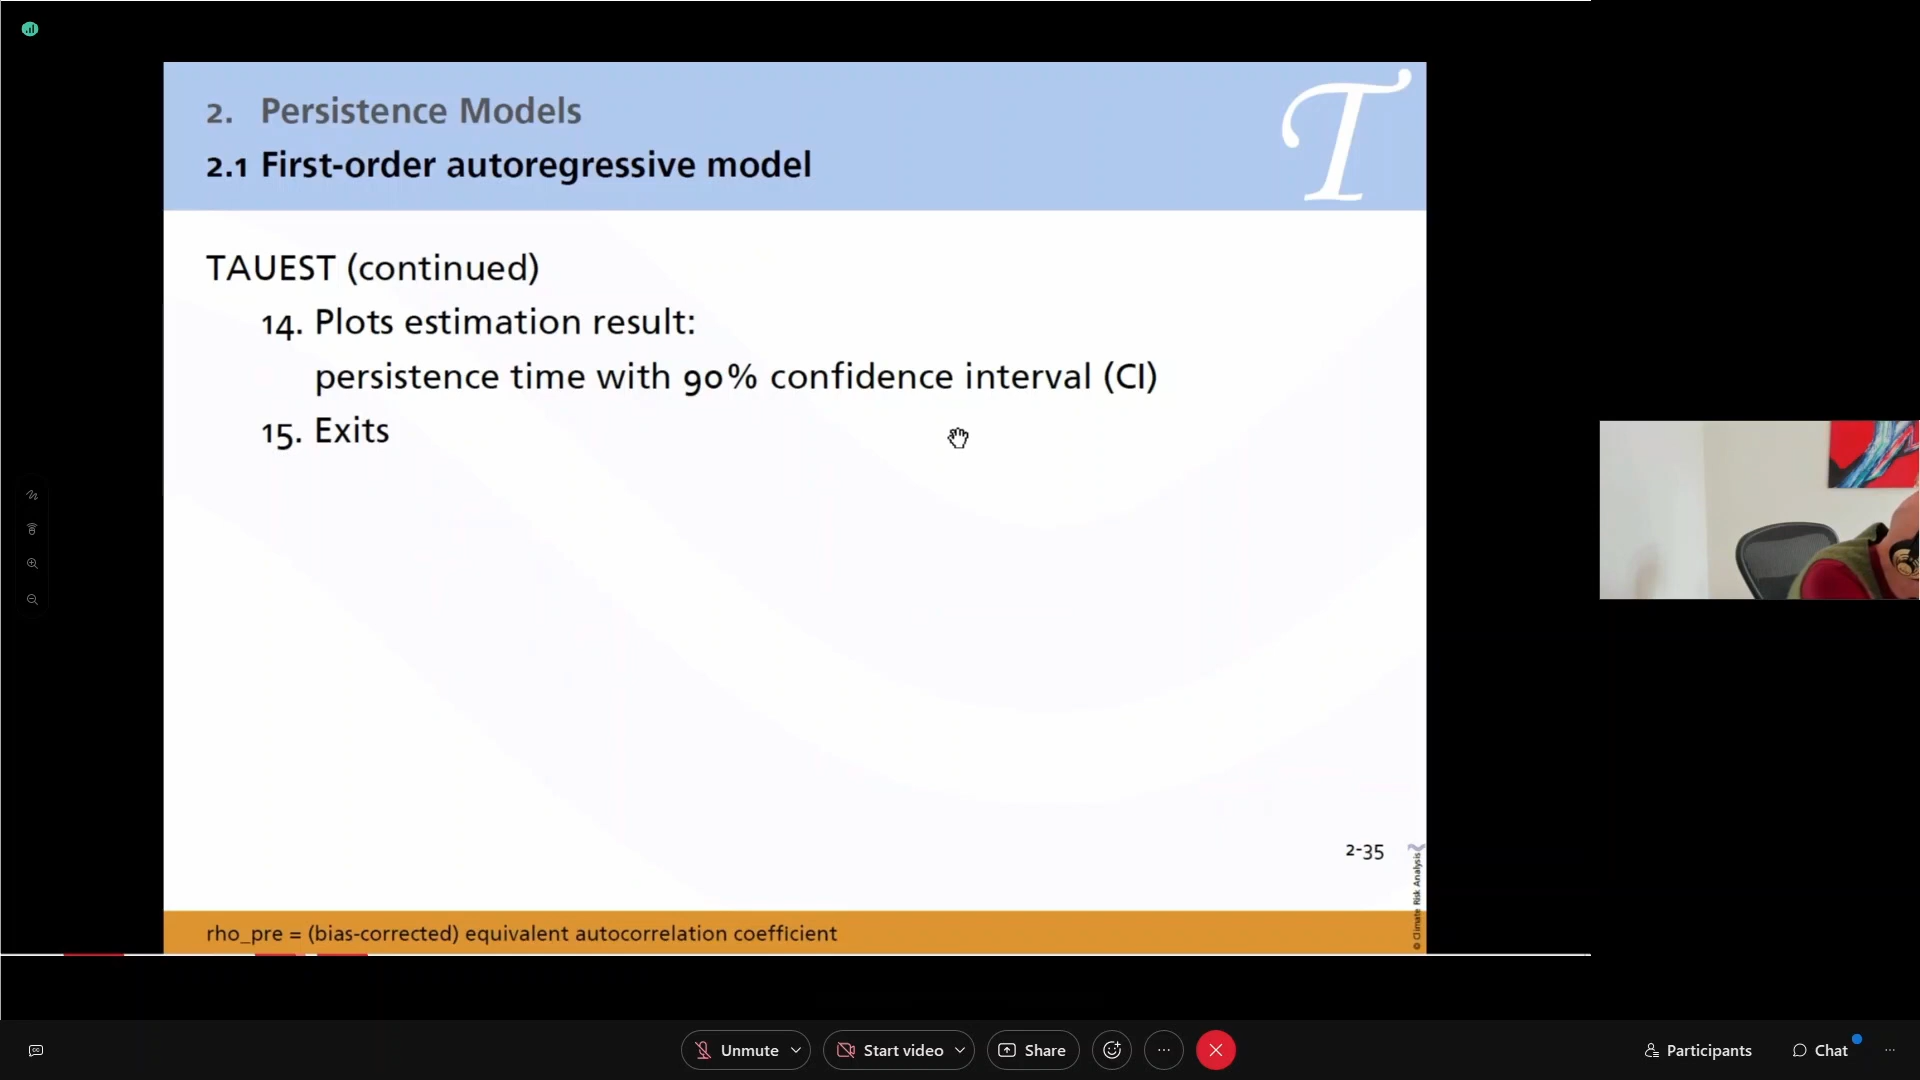 2. Persistence Models
2.1 First-order autoregressive model
T
TAUEST (continued)
14. Plots estimation result:
persistence time with 90% confidence interval (CI)
15. Exits
2-35
© Climate Risk Analysis
rho_pre = (bias-corrected) equivalent autocorrelation coefficient
Unmute
Start video
Share
Participants
Chat